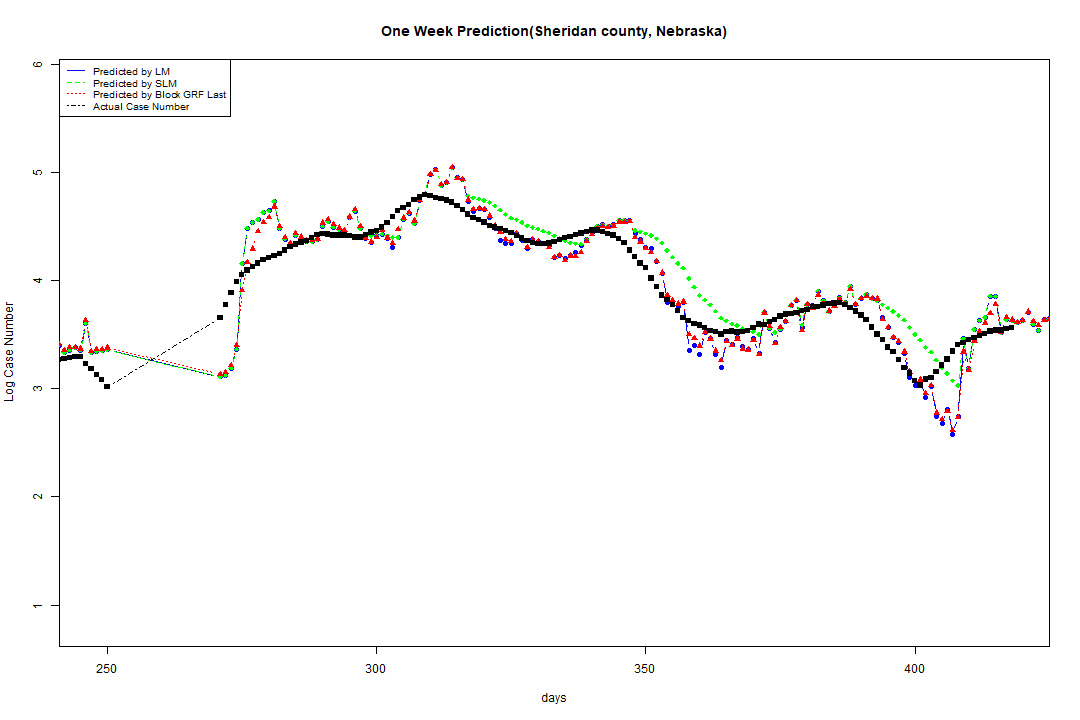 One Week Prediction(Sheridan county, Nebraska)
Predicted by LM
Predicted by SLM
Predicted by Block GRF Last
Actual Case Number
6
5
4
3
2
1
Log Case Number
250
300
350
400
days